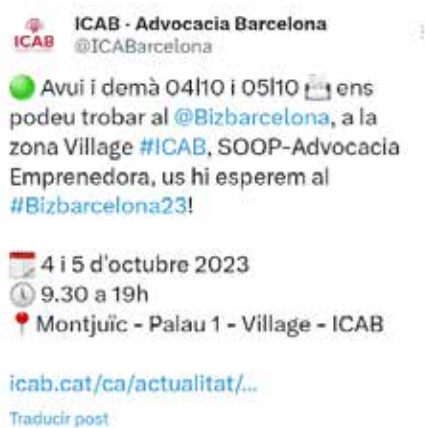 ICAB - Advocacia Barcelona
ICAB
@ICABarcelona
Avui i demà 04|10 i 05|10 ens
podeu trobar al @Bizbarcelona, a la
zona Village #ICAB, SOOP-Advocacia
Emprenedora, us hi esperem al
#Bizbarcelona23!
4 i 5 d'octubre 2023
9.30 a 19h
Montjuïc - Palau 1 - Village - ICAB
icab.cat/ca/actualitat/...
Traducir post